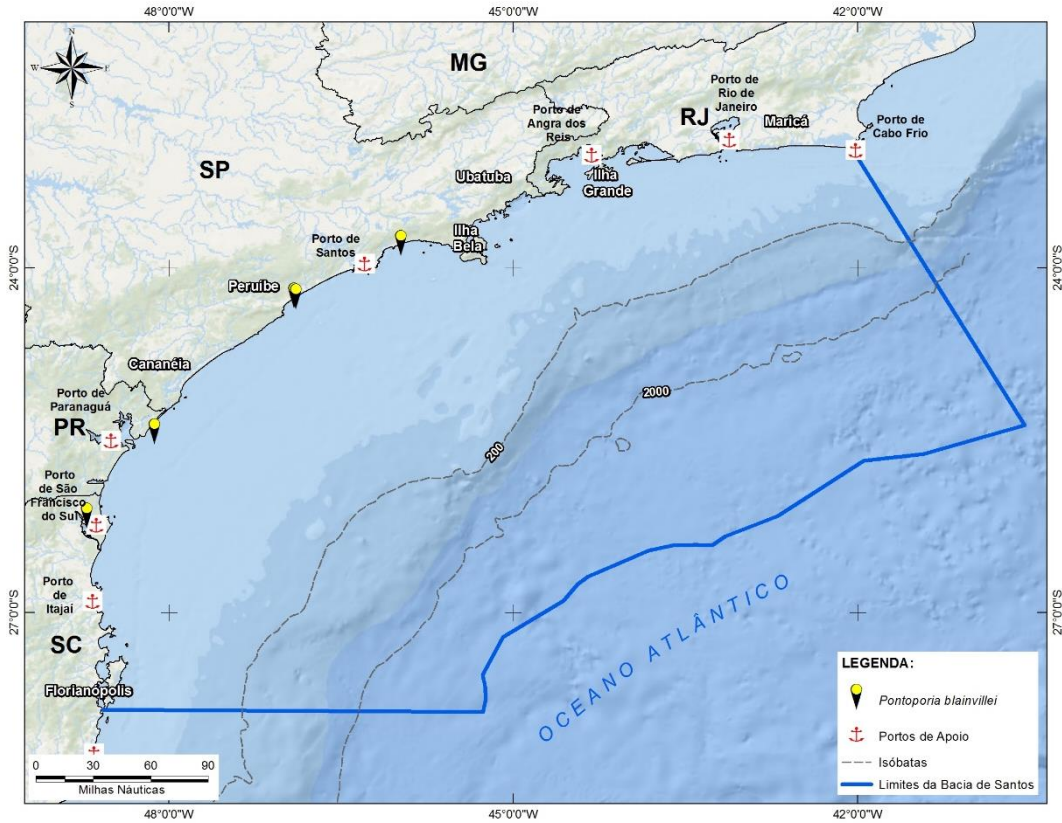 48°0'0"W
45°0'0"W
42°0'0"W
N
W
E
S
MG
Porto de
Rio de
Janeiro
Porto de
Angra dos
Reis
RJ
Maricá
Porto de
Cabo Frio
SP
Ubatuba
Ilha
Grande
Ilha
Bela
Porto de
Santos
24°0'0"S
24°0'0"S
Peruíbe
Cananéia
Porto de
Paranaguá
PR
2000
200
Porto
de São
Francisco
do Sul
Porto
de
Itajaí
27°0'0"S
27°0'0"S
SC
Florianópolis
OCEANO ATLÂNTICO
LEGENDA:
Pontoporia blainvillei
Portos de Apoio
Isóbatas
Limites da Bacia de Santos
0 15 30 60 90
Milhas Náuticas
48°0'0"W
45°0'0"W
42°0'0"W